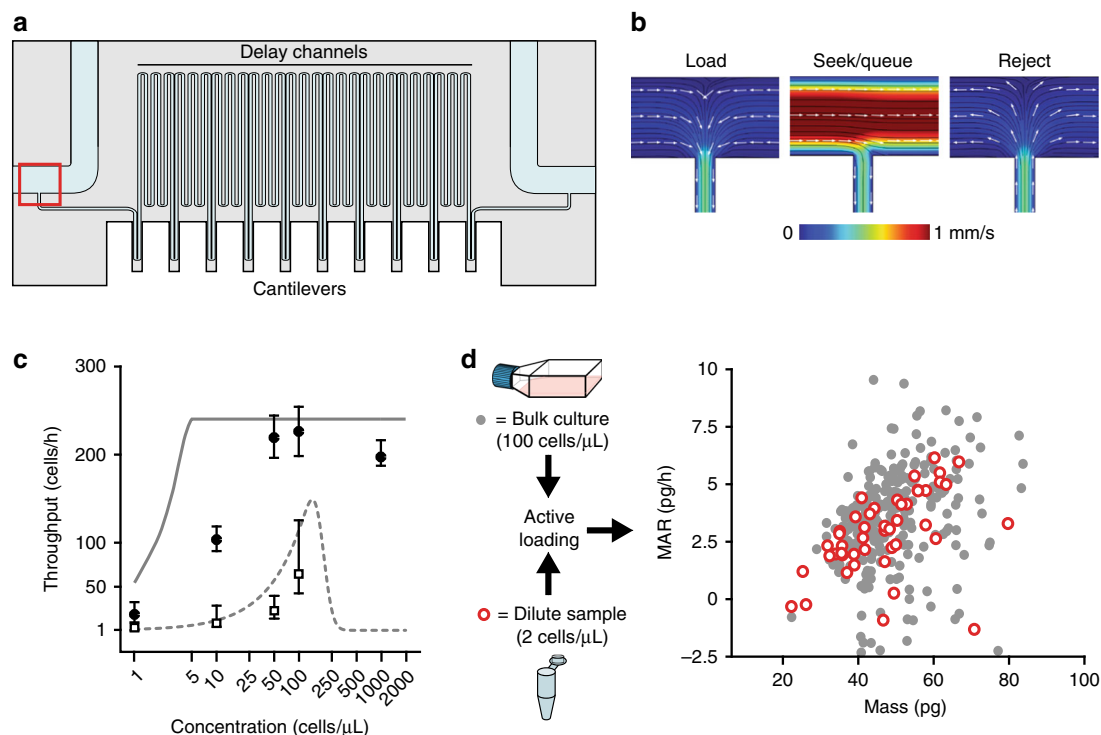 a
Delay channels
Cantilevers
b
Load
Seek/queue
Reject
0
1 mm/s
c
Throughput (cells/h)
300
200
100
50
1
1
5
10
25
50
100
250
500
1000
2000
Concentration (cells/µL)
d
= Bulk culture
(100 cells/µL)
Active
loading
= Dilute sample
(2 cells/µL)
MAR (pg/h)
10
7.5
5
2.5
0
−2.5
20
40
60
80
100
Mass (pg)